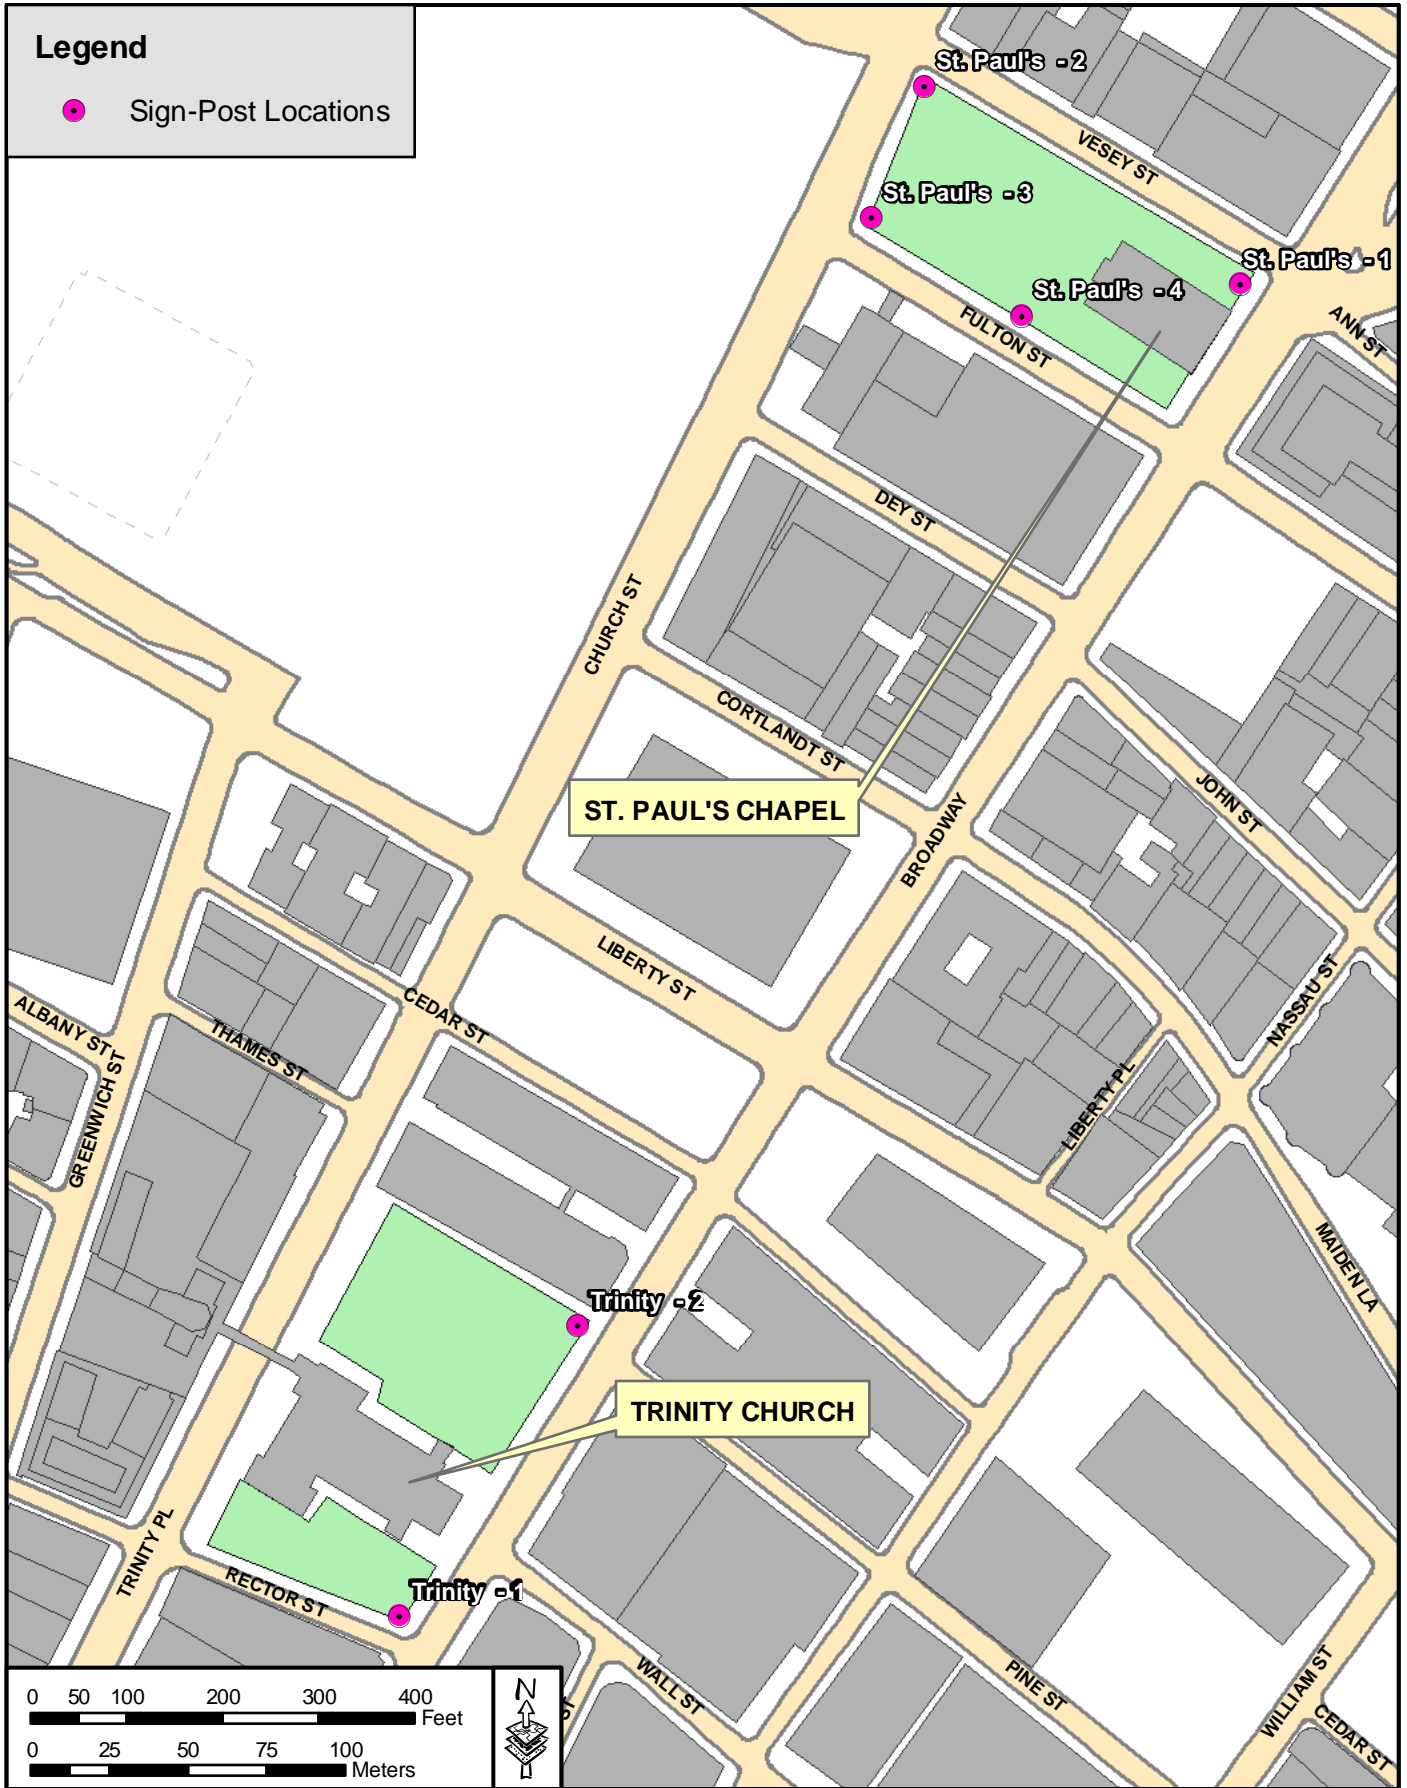 Legend
Sign-Post Locations
St. Paul's - 2
VESEY ST
St. Paul's - 3
St. Paul's - 1
St. Paul's - 4
FULTON ST
ANN ST
DEY ST
CHURCH ST
CORTLANDT ST
JOHN ST
ST. PAUL'S CHAPEL
BROADWAY
LIBERTY ST
NASSAU ST
CEDAR ST
ALBANY ST
THAMES ST
GREENWICH ST
LIBERTY PL
MAIDEN LA
Trinity - 2
TRINITY CHURCH
TRINITY PL
RECTOR ST
Trinity - 1
WALL ST
PINE ST
WILLIAM ST
CEDAR ST
ST
0 50 100 200 300 400
Feet
0 25 50 75 100
Meters
N